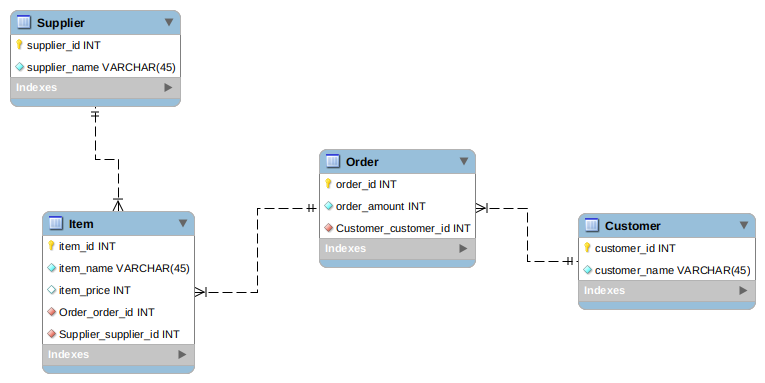 Supplier
supplier_id INT
supplier_name VARCHAR(45)
Indexes
Order
order_id INT
order_amount INT
Customer_customer_id INT
Indexes
Item
item_id INT
item_name VARCHAR(45)
item_price INT
Order_order_id INT
Supplier_supplier_id INT
Indexes
Customer
customer_id INT
customer_name VARCHAR(45)
Indexes